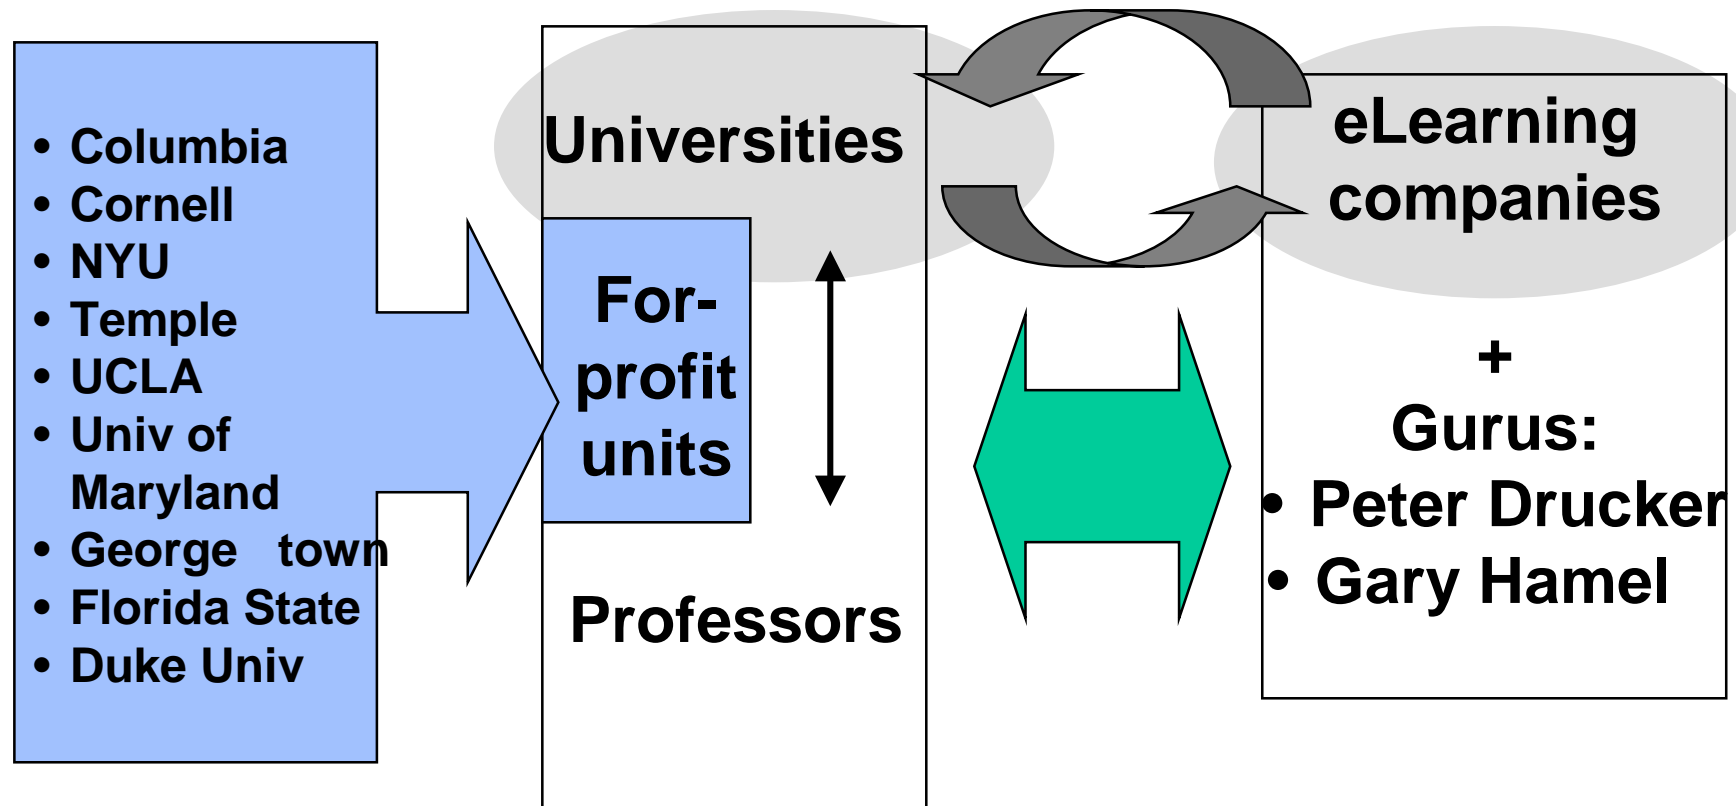 • Columbia
• Cornell
• NYU
• Temple
• UCLA
• Univ of
Maryland
• George town
• Florida State
• Duke Univ
Universities
For-
profit
units
Professors
eLearning
companies
+
Gurus:
• Peter Drucker
• Gary Hamel